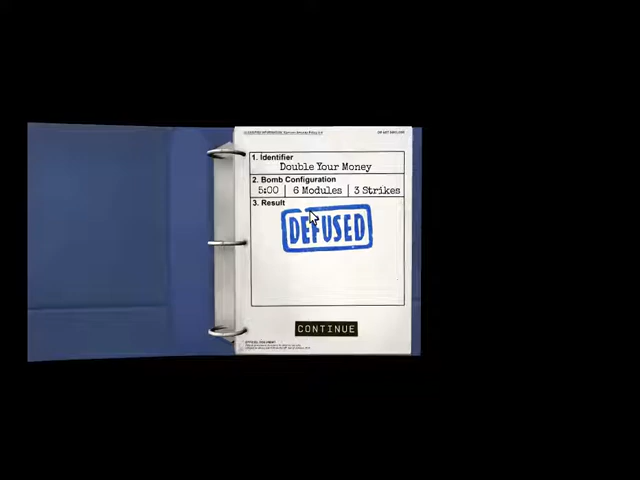 1. Identifier
Double Your Money
2. Bomb Configuration
5:00 | 6 Modules | 3 Strikes
3. Result
DEFUSED
CONTINUE